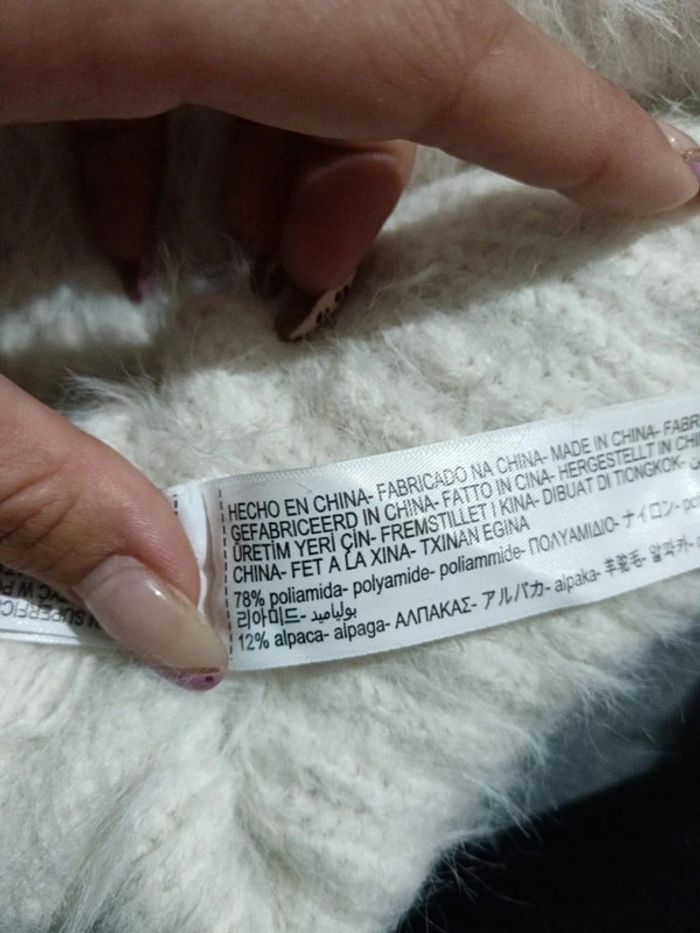 HECHO EN CHINA- FABRICADO NA CHINA- MADE IN CHINA- FABR
GEFABRICEERD IN CHINA- FATTO IN CINA- HERGESTELLT IN CHI
ÜRETİM YERİ ÇİN- FREMSTILLET I KINA- DIBUAT DI TIONGKOK-
CHINA- FET A LA XINA- TXINAN EGINA
78% poliamida- polyamide- poliammide- ΠΟΛΥΑΜΙΔΙΟ- ナイロン-
리아미드- بولياميد-
12% alpaca- alpaga- ΑΛΠΑΚΑΣ- アルパカ- alpaka- 羊驼毛- 알파카-